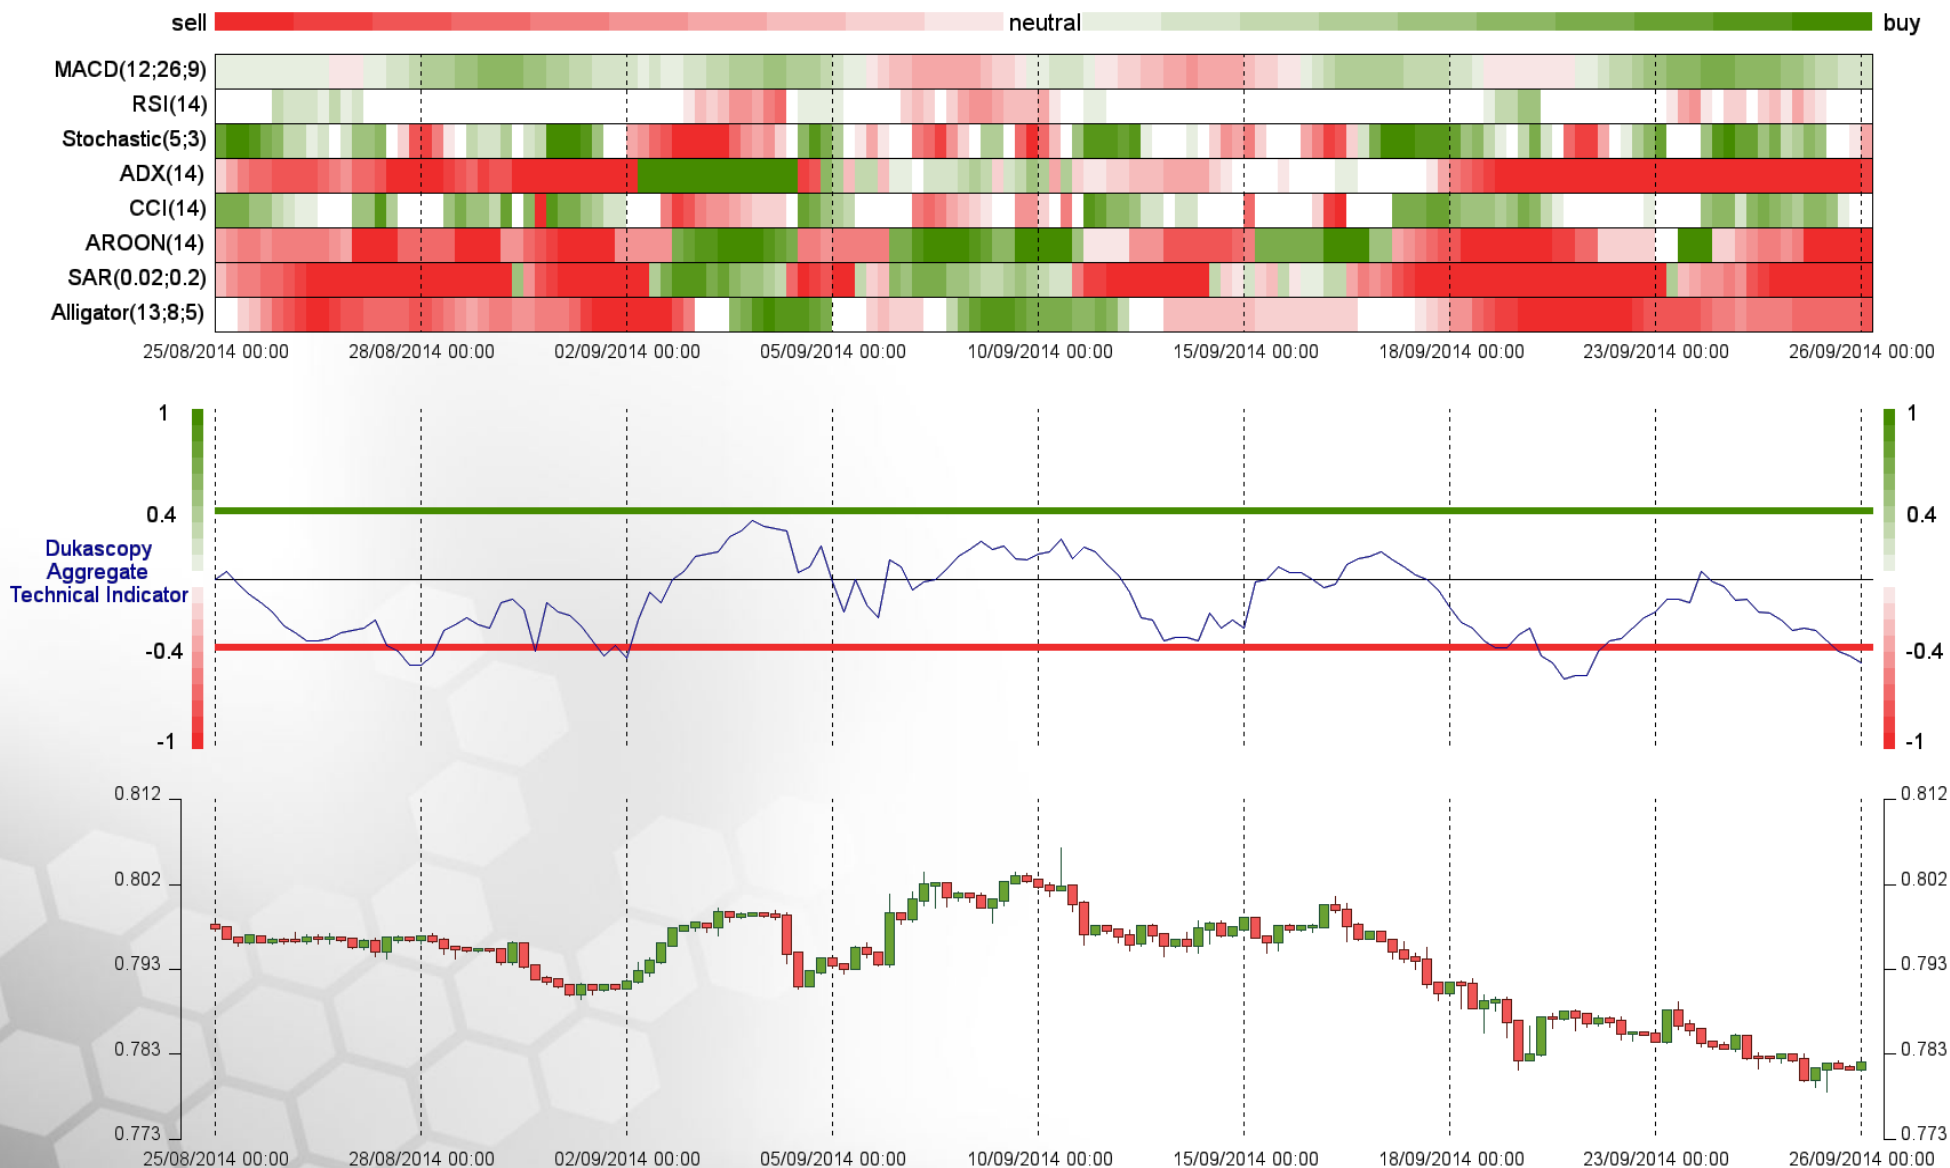 sell neutral buy
MACD(12;26;9)
RSI(14)
Stochastic(5;3)
ADX(14)
CCI(14)
AROON(14)
SAR(0.02;0.2)
Alligator(13;8;5)
25/08/2014 00:00 28/08/2014 00:00 02/09/2014 00:00 05/09/2014 00:00 10/09/2014 00:00 15/09/2014 00:00 18/09/2014 00:00 23/09/2014 00:00 26/09/2014 00:00
1 1
0.4 0.4
Dukascopy
Aggregate
Technical Indicator
-0.4 -0.4
-1 -1
0.812 0.812
0.802 0.802
0.793 0.793
0.783 0.783
0.773 0.773
25/08/2014 00:00 28/08/2014 00:00 02/09/2014 00:00 05/09/2014 00:00 10/09/2014 00:00 15/09/2014 00:00 18/09/2014 00:00 23/09/2014 00:00 26/09/2014 00:00